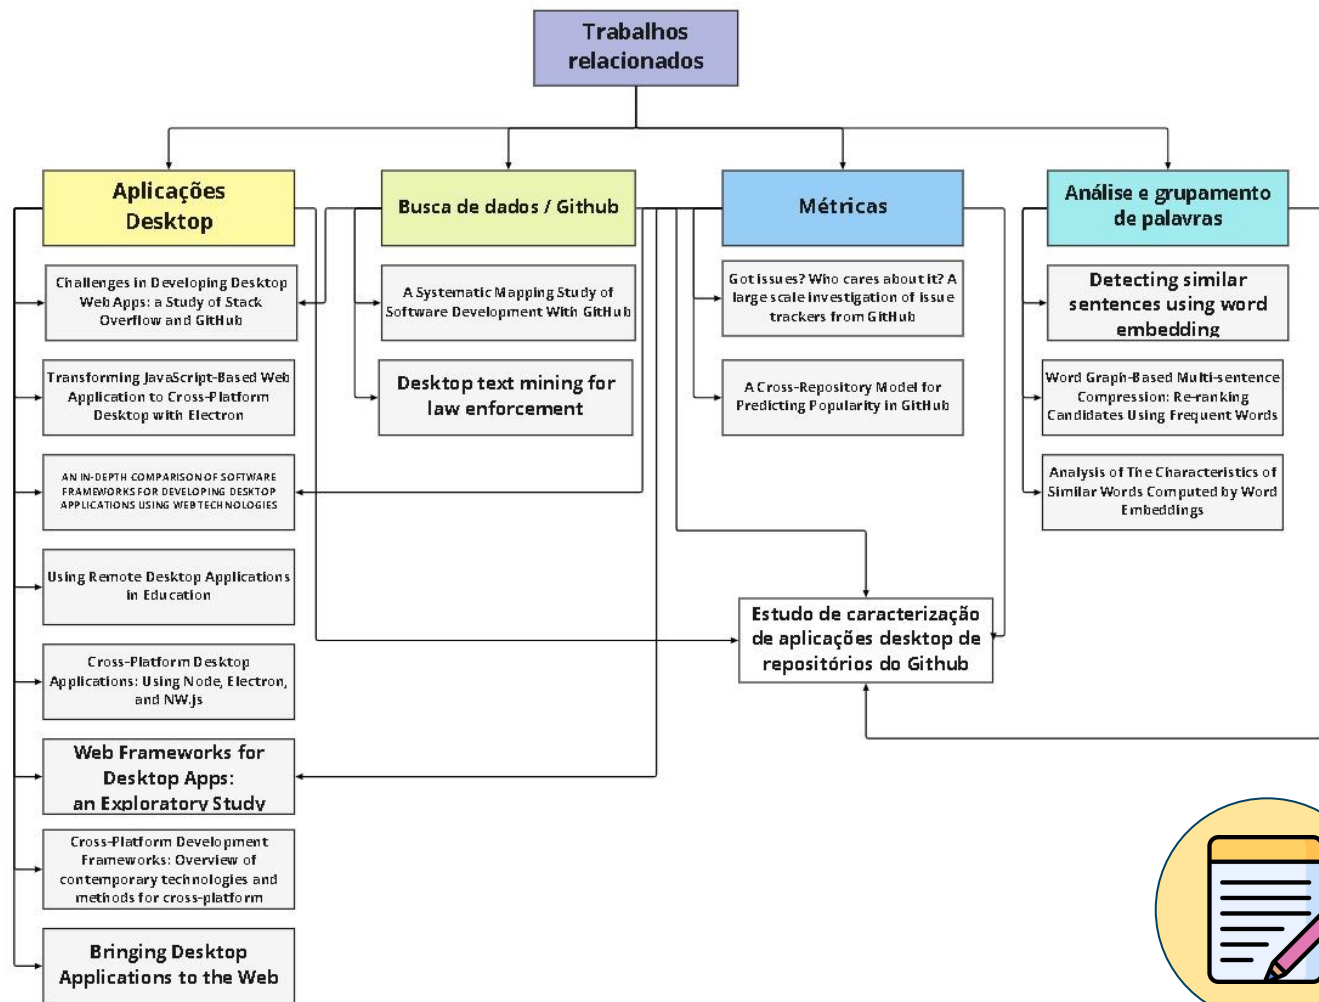 Trabalhos
relacionados
Aplicações
Desktop
Busca de dados / Github
Métricas
Análise e grupamento
de palavras
Challenges in Developing Desktop
Web Apps: a Study of Stack
Overflow and GitHub
Transforming JavaScript-Based Web
Application to Cross-Platform
Desktop with Electron
AN IN-DEPTH COMPARISON OF SOFTWARE
FRAMEWORKS FOR DEVELOPING DESKTOP
APPLICATIONS USING WEB TECHNOLOGIES
Using Remote Desktop Applications
in Education
Cross-Platform Desktop
Applications: Using Node, Electron,
and NW.js
Web Frameworks for
Desktop Apps:
an Exploratory Study
Cross-Platform Development
Frameworks: Overview of
contemporary technologies and
methods for cross-platform
Bringing Desktop
Applications to the Web
A Systematic Mapping Study of
Software Development With GitHub
Desktop text mining for
law enforcement
Got issues? Who cares about it? A
large scale investigation of issue
trackers from GitHub
A Cross-Repository Model for
Predicting Popularity in GitHub
Detecting similar
sentences using word
embedding
Word Graph-Based Multi-sentence
Compression: Re-ranking
Candidates Using Frequent Words
Analysis of The Characteristics of
Similar Words Computed by Word
Embeddings
Estudo de caracterização
de aplicações desktop de
repositórios do Github